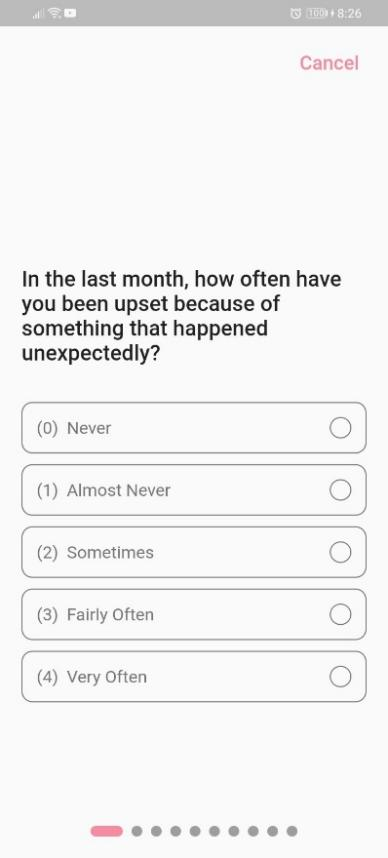 100 8:26
Cancel
In the last month, how often have
you been upset because of
something that happened
unexpectedly?
(0) Never
(1) Almost Never
(2) Sometimes
(3) Fairly Often
(4) Very Often